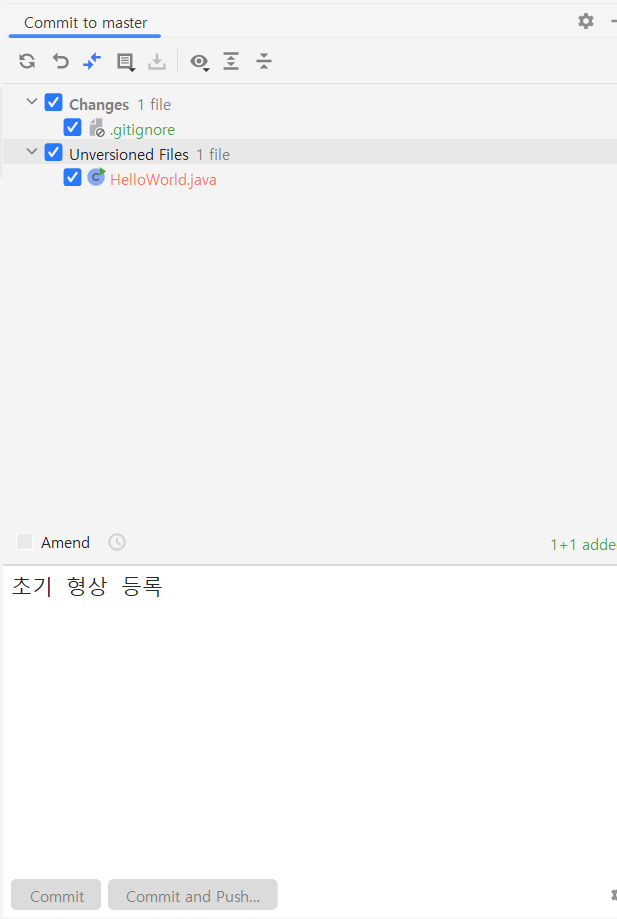 Commit to master
Changes 1 file
.gitignore
Unversioned Files 1 file
HelloWorld.java
Amend
1+1 adde
초기 형상 등록
Commit
Commit and Push...